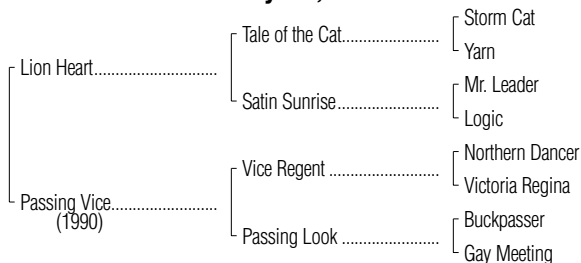 Storm Cat
Tale of the Cat........................
Yarn
Lion Heart.............................
Mr. Leader
Satin Sunrise.........................
Logic
Northern Dancer
Vice Regent ..........................
Victoria Regina
Passing Vice.........................
(1990)
Buckpasser
Passing Look .......................
Gay Meeting